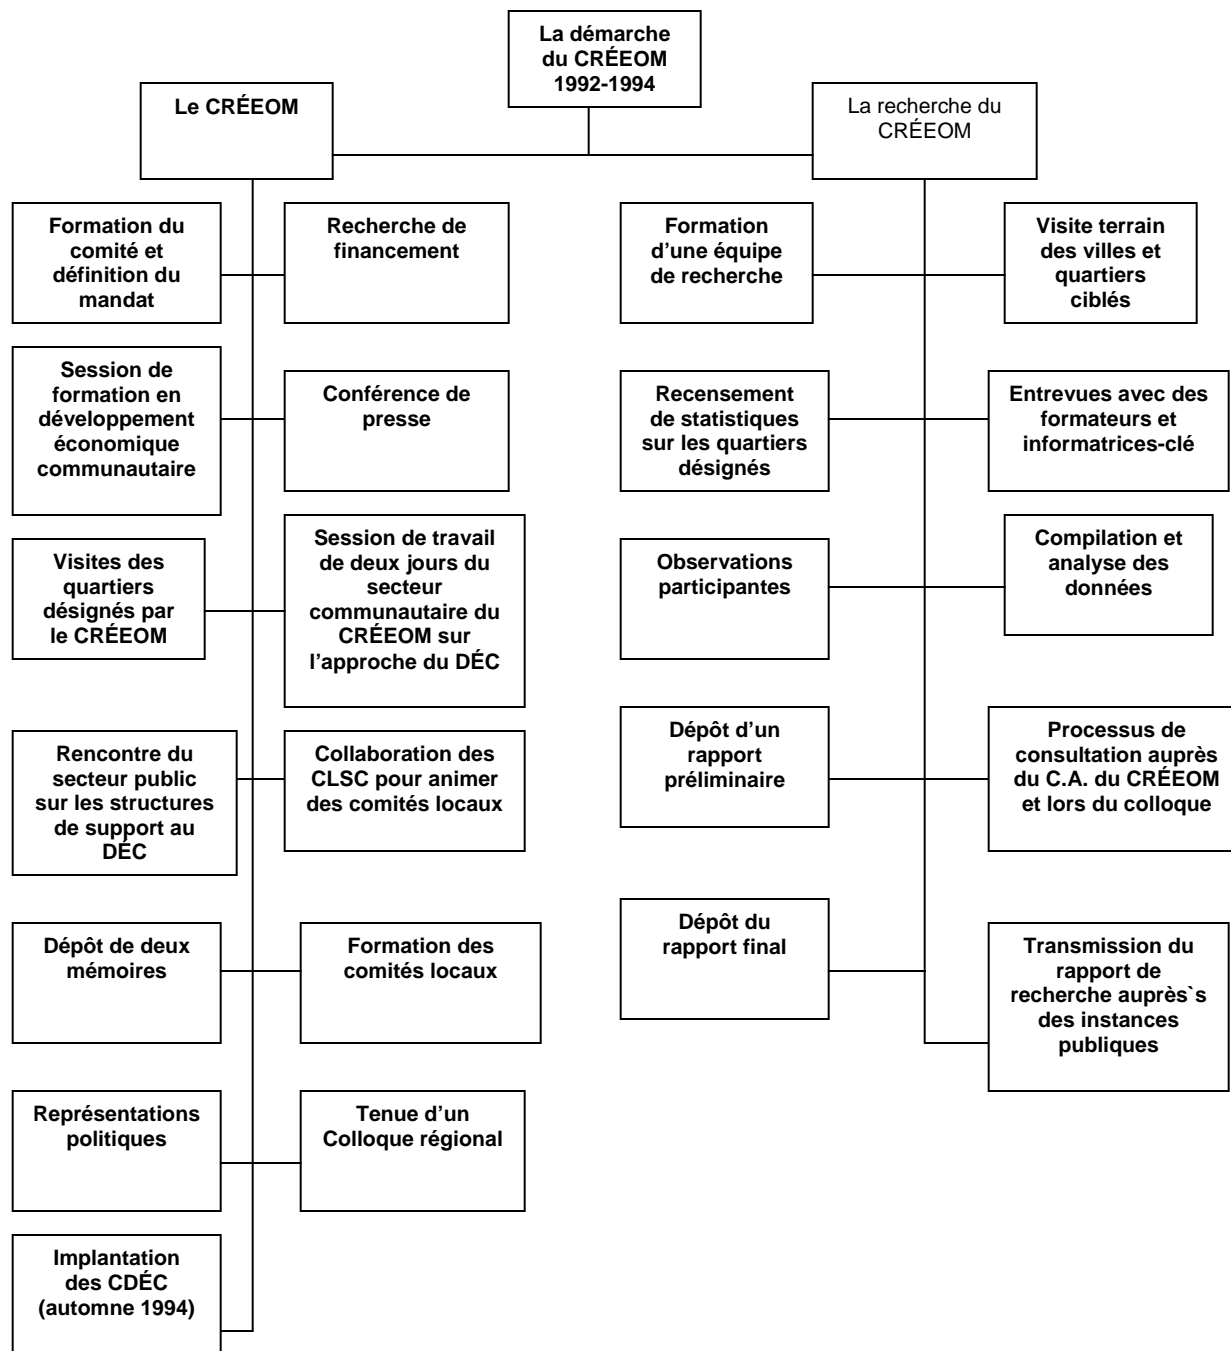 La démarche
du CRÉEOM
1992-1994
Le CRÉEOM
La recherche du
CRÉEOM
Formation du
comité et
définition du
mandat
Recherche de
financement
Session de
formation en
développement
économique
communautaire
Conférence de
presse
Visites des
quartiers
désignés par
le CRÉEOM
Session de travail
de deux jours du
secteur
communautaire du
CRÉEOM sur
l’approche du DÉC
Rencontre du
secteur public
sur les structures
de support au
DÉC
Collaboration des
CLSC pour animer
des comités locaux
Dépôt de deux
mémoires
Formation des
comités locaux
Représentations
politiques
Tenue d’un
Colloque régional
Implantation
des CDÉC
(automne 1994)
Formation
d’une équipe
de recherche
Visite terrain
des villes et
quartiers
ciblés
Recensement
de statistiques
sur les quartiers
désignés
Entrevues avec des
formateurs et
informatrices-clé
Observations
participantes
Compilation et
analyse des
données
Dépôt d’un
rapport
préliminaire
Processus de
consultation auprès
du C.A. du CRÉEOM
et lors du colloque
Dépôt du
rapport final
Transmission du
rapport de
recherche auprès`s
des instances
publiques